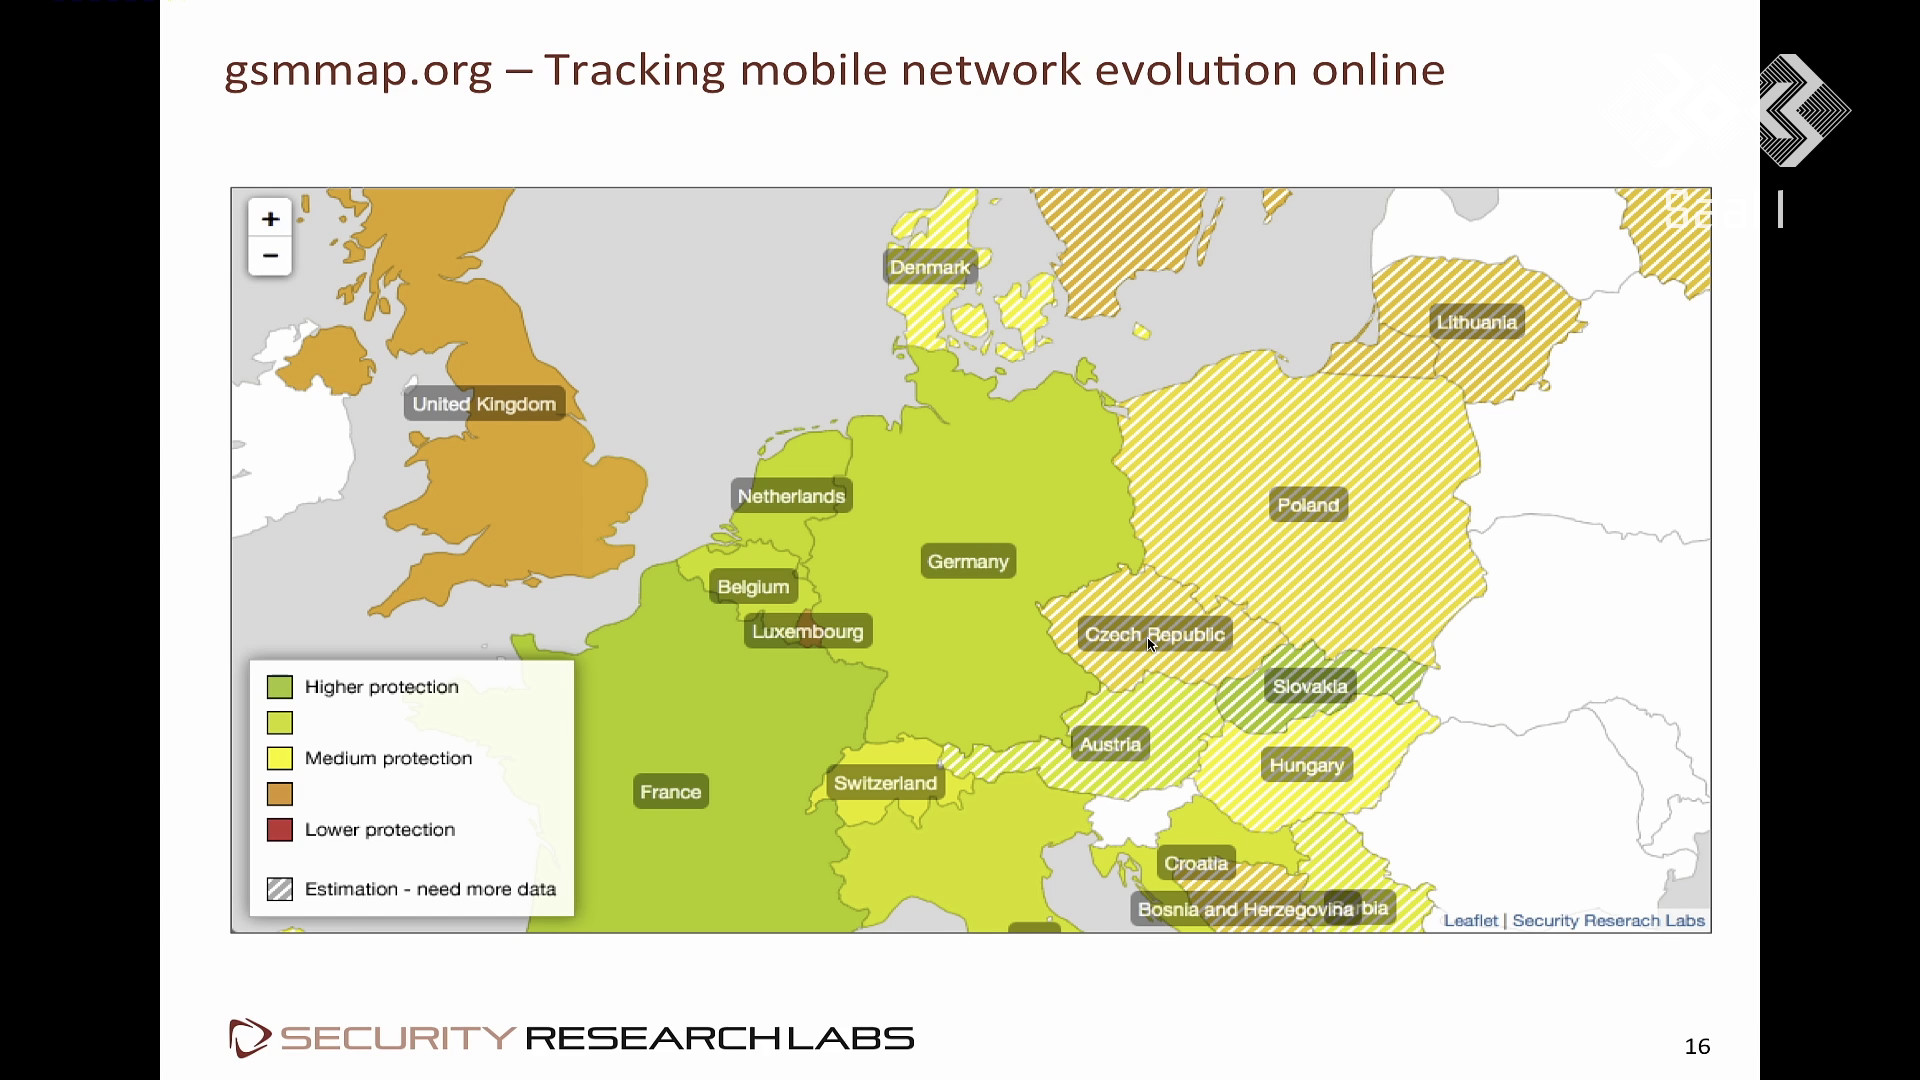 gsmmap.org – Tracking mobile network evolution online
+
−
Denmark
Lithuania
United Kingdom
Netherlands
Poland
Germany
Belgium
Luxembourg
Czech Republic
Slovakia
Austria
Hungary
Switzerland
France
Croatia
Bosnia and Herzegovina
Higher protection
Medium protection
Lower protection
Estimation - need more data
Leaflet | Security Reserach Labs
SECURITY RESEARCH LABS
16